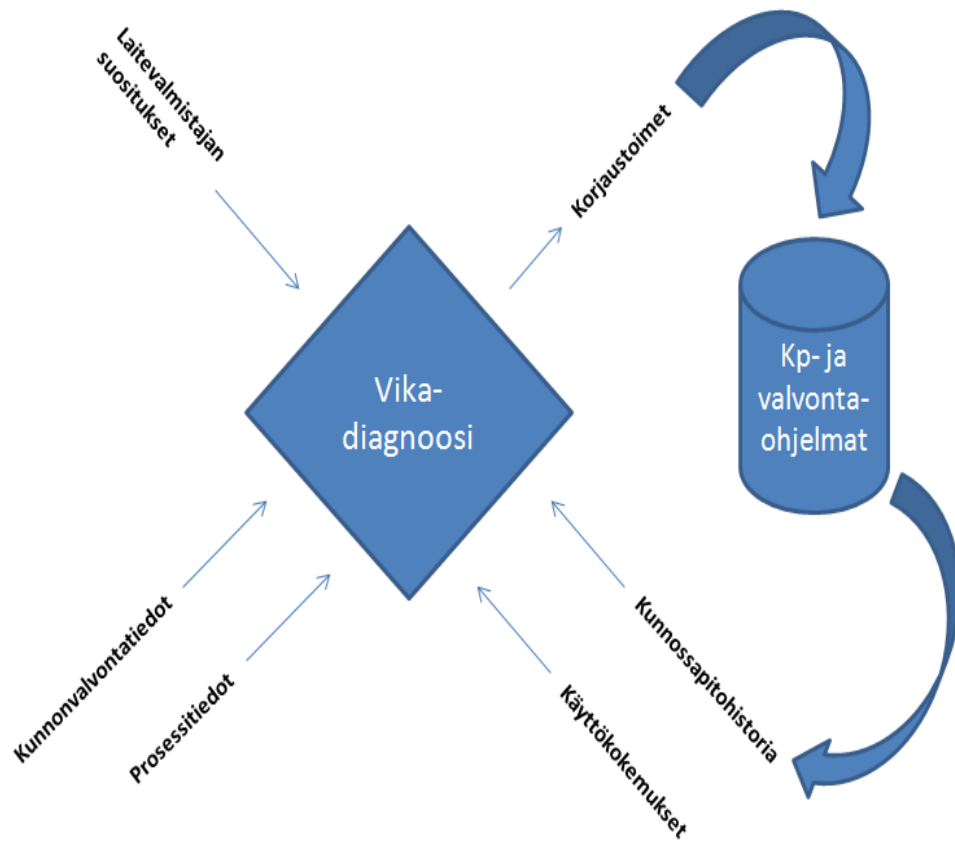 Laitevalmistajan
suositukset
Korjaustoimet
Vika-
diagnoosi
Kp- ja
valvonta-
ohjelmat
Kunnonvalvontatiedot
Prosessitiedot
Käyttökokemukset
Kunnossapitohistoria